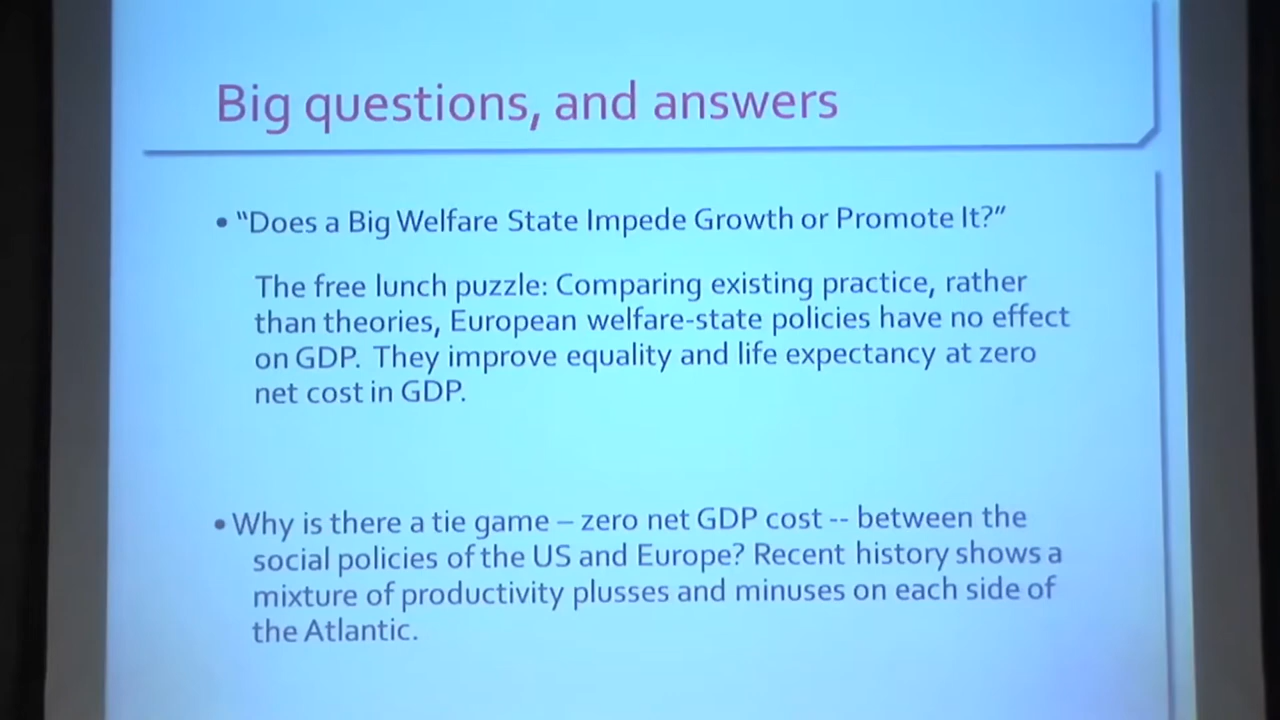 Big questions, and answers
• “Does a Big Welfare State Impede Growth or Promote It?”
The free lunch puzzle: Comparing existing practice, rather
than theories, European welfare-state policies have no effect
on GDP. They improve equality and life expectancy at zero
net cost in GDP.
• Why is there a tie game – zero net GDP cost -- between the
social policies of the US and Europe? Recent history shows a
mixture of productivity plusses and minuses on each side of
the Atlantic.